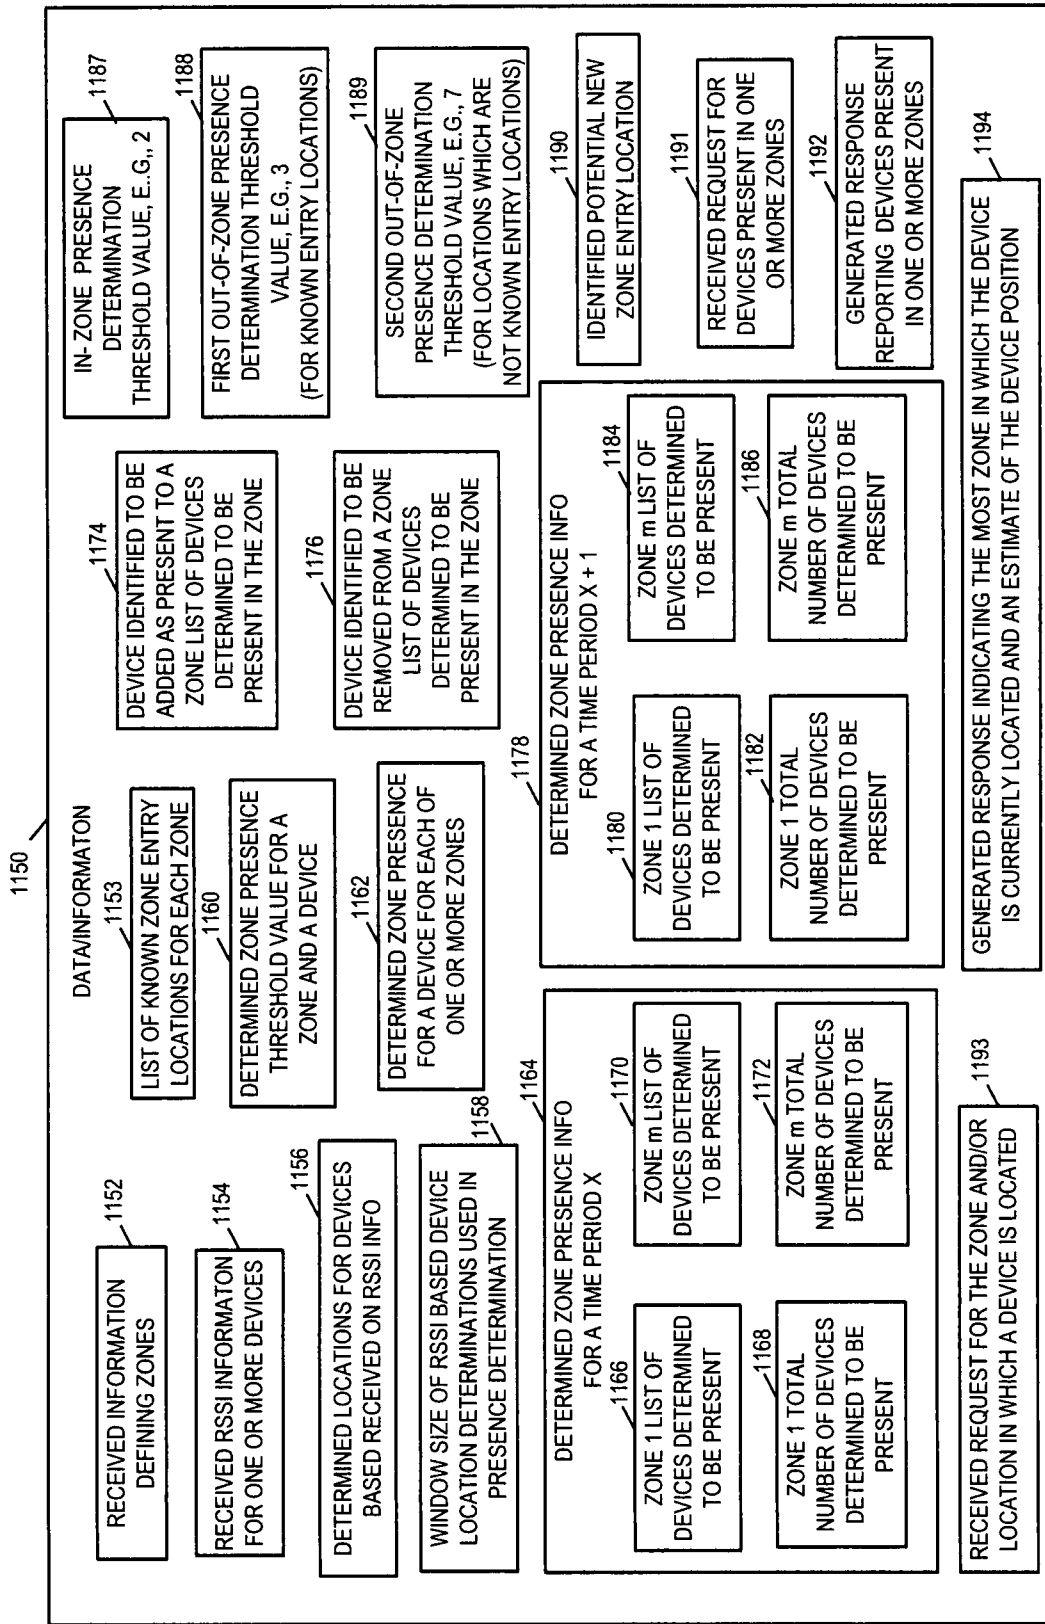 1150
DATA/INFORMATON
1152
RECEIVED INFORMATION
DEFINING ZONES
1154
RECEIVED RSSI INFORMATON
FOR ONE OR MORE DEVICES
1156
DETERMINED LOCATIONS FOR DEVICES
BASED RECEIVED ON RSSI INFO
1158
WINDOW SIZE OF RSSI BASED DEVICE
LOCATION DETERMINATIONS USED IN
PRESENCE DETERMINATION
1153
LIST OF KNOWN ZONE ENTRY
LOCATIONS FOR EACH ZONE
1160
DETERMINED ZONE PRESENCE
THRESHOLD VALUE FOR A
ZONE AND A DEVICE
1162
DETERMINED ZONE PRESENCE
FOR A DEVICE FOR EACH OF
ONE OR MORE ZONES
1174
DEVICE IDENTIFIED TO BE
ADDED AS PRESENT TO A
ZONE LIST OF DEVICES
DETERMINED TO BE
PRESENT IN THE ZONE
1176
DEVICE IDENTIFIED TO BE
REMOVED FROM A ZONE
LIST OF DEVICES
DETERMINED TO BE
PRESENT IN THE ZONE
1187
IN- ZONE PRESENCE
DETERMINATION
THRESHOLD VALUE, E..G,, 2
1188
FIRST OUT-OF-ZONE PRESENCE
DETERMINATION THRESHOLD
VALUE, E.G.,, 3
(FOR KNOWN ENTRY LOCATIONS)
1189
SECOND OUT-OF-ZONE
PRESENCE DETERMINATION
THRESHOLD VALUE, E.G,, 7
(FOR LOCATIONS WHICH ARE
NOT KNOWN ENTRY LOCATIONS)
1190
IDENTIFIED POTENTIAL NEW
ZONE ENTRY LOCATION
1191
RECEIVED REQUEST FOR
DEVICES PRESENT IN ONE
OR MORE ZONES
1192
GENERATED RESPONSE
REPORTING DEVICES PRESENT
IN ONE OR MORE ZONES
1164
DETERMINED ZONE PRESENCE INFO
FOR A TIME PERIOD X
1166
ZONE 1 LIST OF
DEVICES DETERMINED
TO BE PRESENT
1168
ZONE 1 TOTAL
NUMBER OF DEVICES
DETERMINED TO BE
PRESENT
1170
ZONE m LIST OF
DEVICES DETERMINED
TO BE PRESENT
1172
ZONE m TOTAL
NUMBER OF DEVICES
DETERMINED TO BE
PRESENT
1178
DETERMINED ZONE PRESENCE INFO
FOR A TIME PERIOD X + 1
1180
ZONE 1 LIST OF
DEVICES DETERMINED
TO BE PRESENT
1182
ZONE 1 TOTAL
NUMBER OF DEVICES
DETERMINED TO BE
PRESENT
1184
ZONE m LIST OF
DEVICES DETERMINED
TO BE PRESENT
1186
ZONE m TOTAL
NUMBER OF DEVICES
DETERMINED TO BE
PRESENT
1193
RECEIVED REQUEST FOR THE ZONE AND/OR
LOCATION IN WHICH A DEVICE IS LOCATED
1194
GENERATED RESPONSE INDICATING THE MOST ZONE IN WHICH THE DEVICE
IS CURRENTLY LOCATED AND AN ESTIMATE OF THE DEVICE POSITION